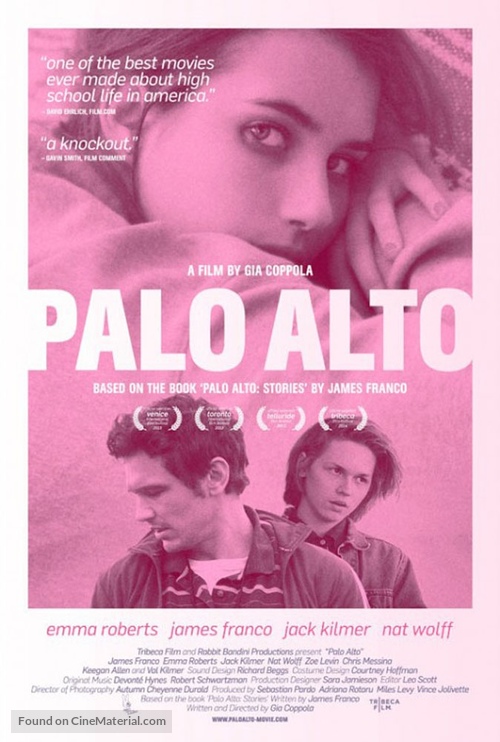 "one of the best movies
ever made about high
school life in america."
- DAVID EHRLICH, FILM.COM
"a knockout,"
- GAVIN SMITH, FILM COMMENT
A FILM BY GIA COPPOLA
PALO ALTO
BASED ON THE BOOK 'PALO ALTO: STORIES' BY JAMES FRANCO
venice toronto telluride tribeca
emma roberts james franco jack kilmer nat wolff
Tribeca Film and Rabbit Bandini Productions present "Palo Alto"
James Franco Emma Roberts Jack Kilmer Nat Wolff Zoe Levin Chris Messina
Keegan Allen and Val Kilmer Sound Design Richard Beggs Costume Design Courtney Hoffman
Original Music Devonté Hynes Robert Schwartzman Production Designer Sara Jamieson Editor Leo Scott
Director of Photography Autumn Cheyenne Durald Produced by Sebastian Pardo Adriana Rotaru Miles Levy Vince Jolivette
Based on the book 'Palo Alto: Stories' Written by James Franco
Written and Directed by Gia Coppola
TRIBECA
FILM.
WWW.PALOALTO-MOVIE.COM
Found on CineMaterial.com